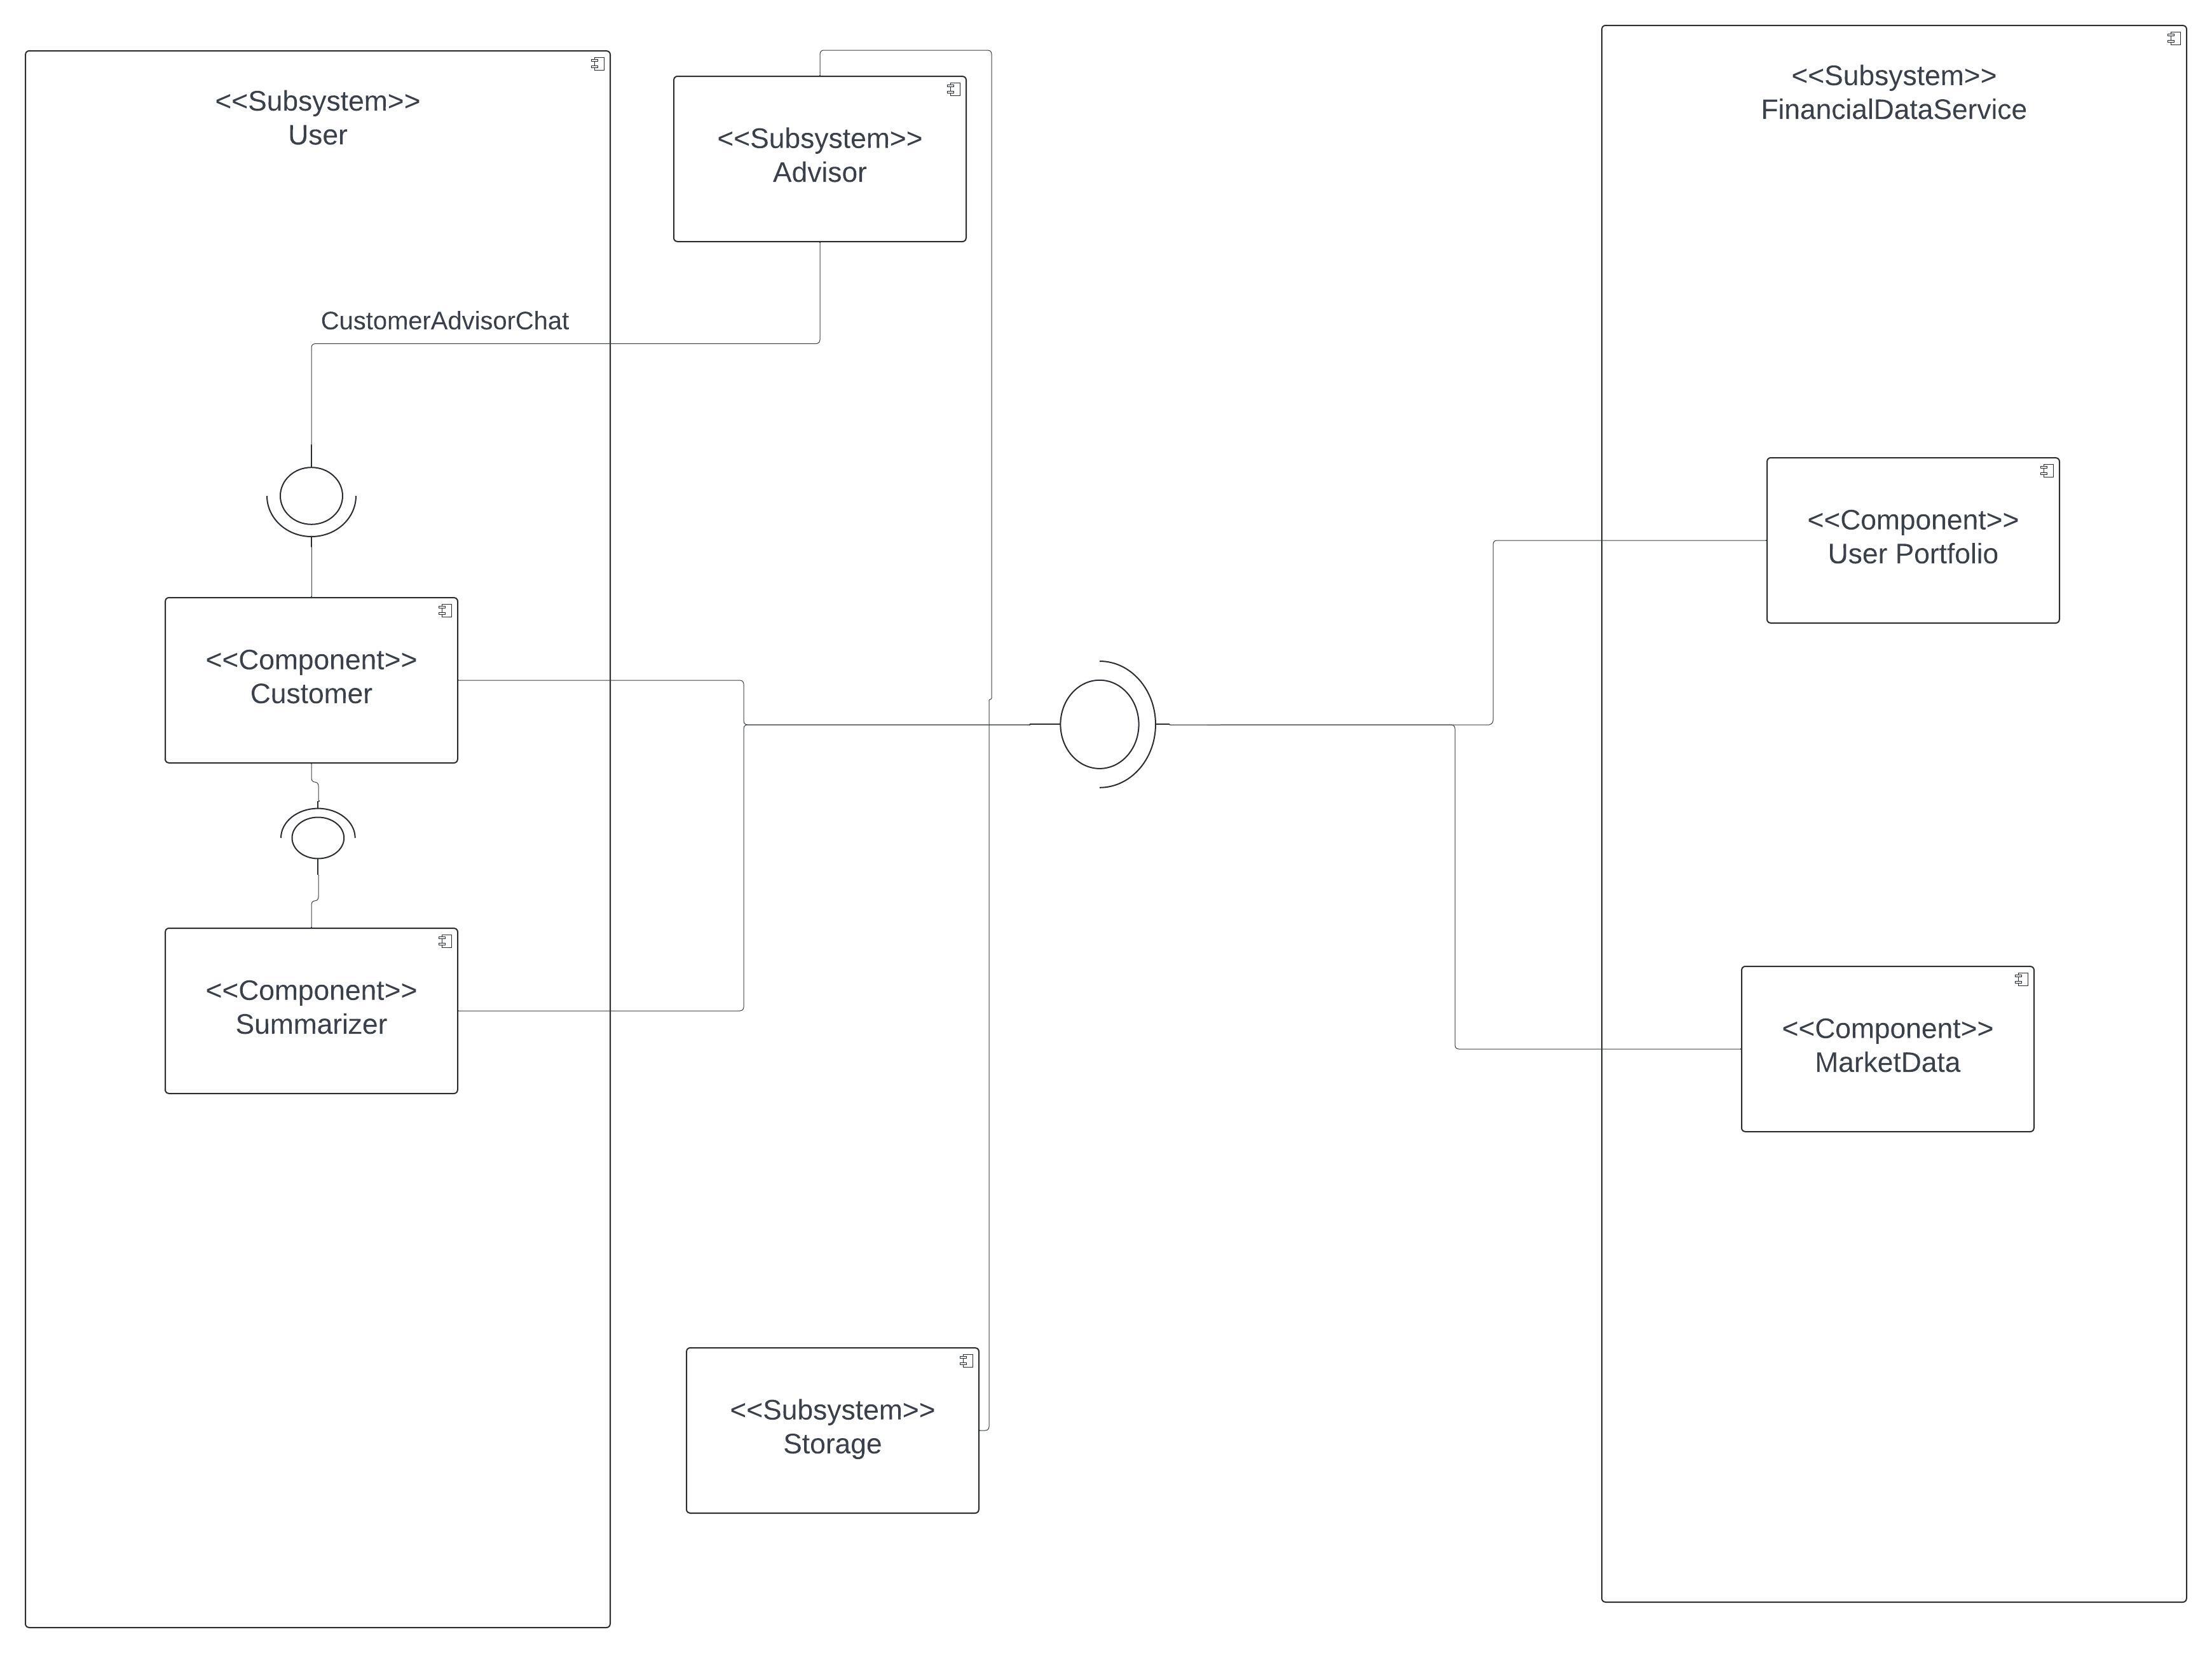 <<Subsystem>>
User
<<Subsystem>>
Advisor
<<Subsystem>>
FinancialDataService
CustomerAdvisorChat
<<Component>>
User Portfolio
<<Component>>
Customer
<<Component>>
Summarizer
<<Component>>
MarketData
<<Subsystem>>
Storage